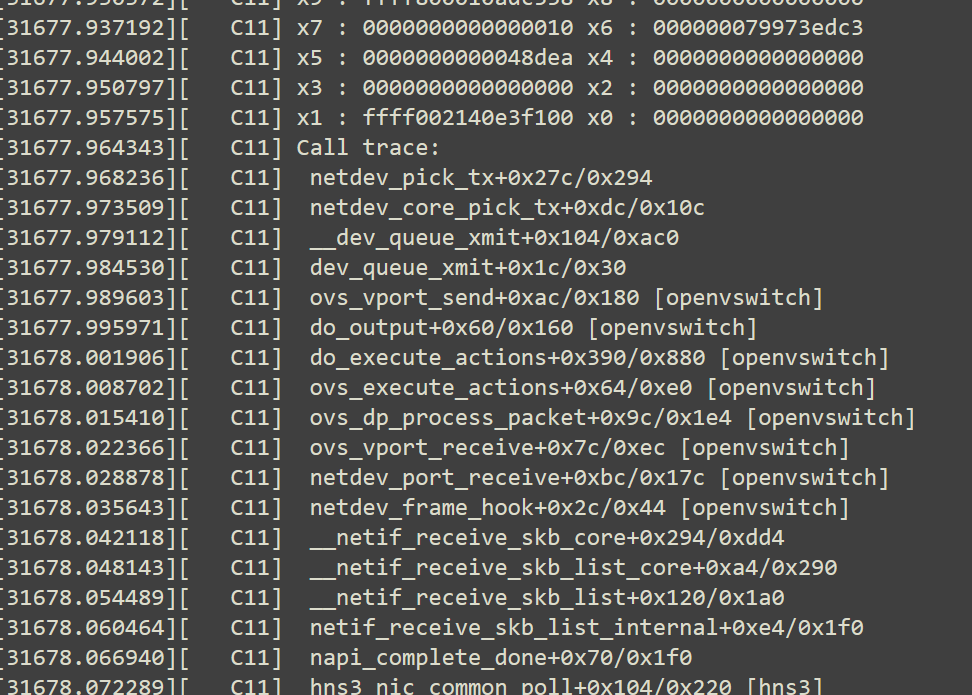 [31677.937192][   C11] x7 : 0000000000000010 x6 : 000000079973edc3
[31677.944002][   C11] x5 : 0000000000048dea x4 : 0000000000000000
[31677.950797][   C11] x3 : 0000000000000000 x2 : 0000000000000000
[31677.957575][   C11] x1 : ffff002140e3f100 x0 : 0000000000000000
[31677.964343][   C11] Call trace:
[31677.968236][   C11]  netdev_pick_tx+0x27c/0x294
[31677.973509][   C11]  netdev_core_pick_tx+0xdc/0x10c
[31677.979112][   C11]  __dev_queue_xmit+0x104/0xac0
[31677.984530][   C11]  dev_queue_xmit+0x1c/0x30
[31677.989603][   C11]  ovs_vport_send+0xac/0x180 [openvswitch]
[31677.995971][   C11]  do_output+0x60/0x160 [openvswitch]
[31678.001906][   C11]  do_execute_actions+0x390/0x880 [openvswitch]
[31678.008702][   C11]  ovs_execute_actions+0x64/0xe0 [openvswitch]
[31678.015410][   C11]  ovs_dp_process_packet+0x9c/0x1e4 [openvswitch]
[31678.022366][   C11]  ovs_vport_receive+0x7c/0xec [openvswitch]
[31678.028878][   C11]  netdev_port_receive+0xbc/0x17c [openvswitch]
[31678.035643][   C11]  netdev_frame_hook+0x2c/0x44 [openvswitch]
[31678.042118][   C11]  __netif_receive_skb_core+0x294/0xdd4
[31678.048143][   C11]  __netif_receive_skb_list_core+0xa4/0x290
[31678.054489][   C11]  __netif_receive_skb_list+0x120/0x1a0
[31678.060464][   C11]  netif_receive_skb_list_internal+0xe4/0x1f0
[31678.066940][   C11]  napi_complete_done+0x70/0x1f0
[31678.072289][   C11]  hns3_nic_common_poll+0x104/0x220 [hns3]